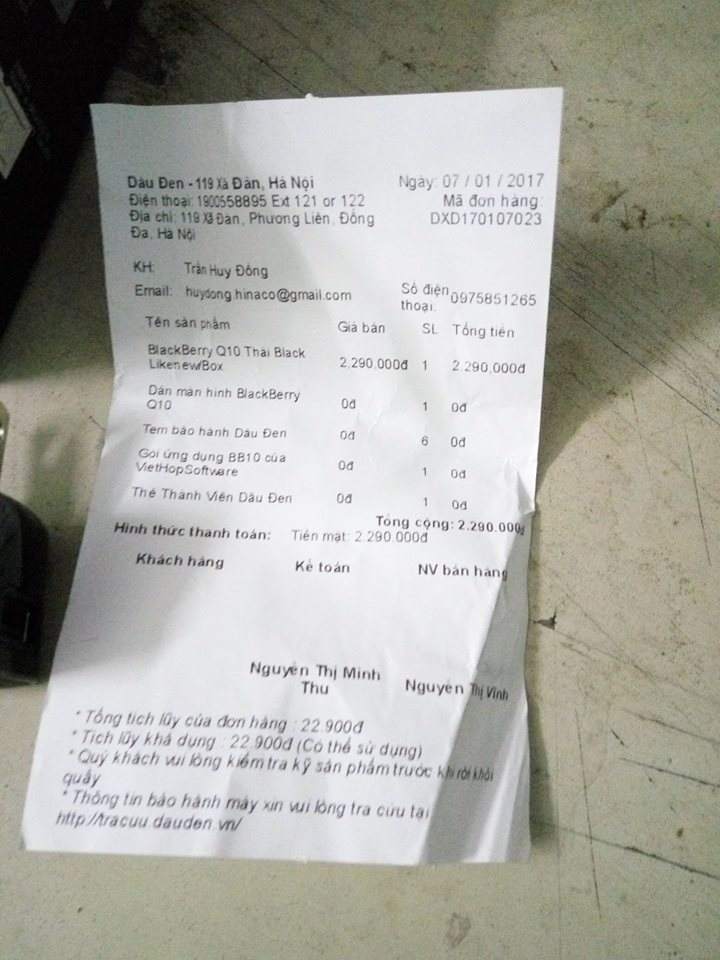 Dâu Đen - 119 Xã Đàn, Hà Nội
Điện thoại: 1900558895 Ext 121 or 122
Địa chỉ: 119 Xã Đàn, Phương Liên, Đống
Đa, Hà Nội
Ngày: 07 / 01 / 2017
Mã đơn hàng:
DXD170107023
KH: Trần Huy Đông
Email: huydong.hinaco@gmail.com
Số điện
thoại: 0975851265
Tên sản phẩm Giá bán SL Tổng tiền
BlackBerry Q10 Thái Black
Likenew/Box 2.290.000đ 1 2.290.000đ
Dán màn hình BlackBerry
Q10 0đ 1 0đ
Tem bảo hành Dâu Đen 0đ 6 0đ
Gói ứng dụng BB10 của
VietHopSoftware 0đ 1 0đ
Thẻ Thành Viên Dâu Đen 0đ 1 0đ
Tổng cộng: 2.290.000đ
Hình thức thanh toán: Tiền mặt: 2.290.000đ
Khách hàng Kế toán NV bán hàng
Nguyễn Thị Minh
Thu
Nguyễn Thị Vinh
* Tổng tích lũy của đơn hàng : 22.900đ
* Tích lũy khả dụng : 22.900đ (Có thể sử dụng)
* Quý khách vui lòng kiểm tra kỹ sản phẩm trước khi rời khỏi
quầy
* Thông tin bảo hành máy xin vui lòng tra cứu tại
http://tracuu.dauden.vn/